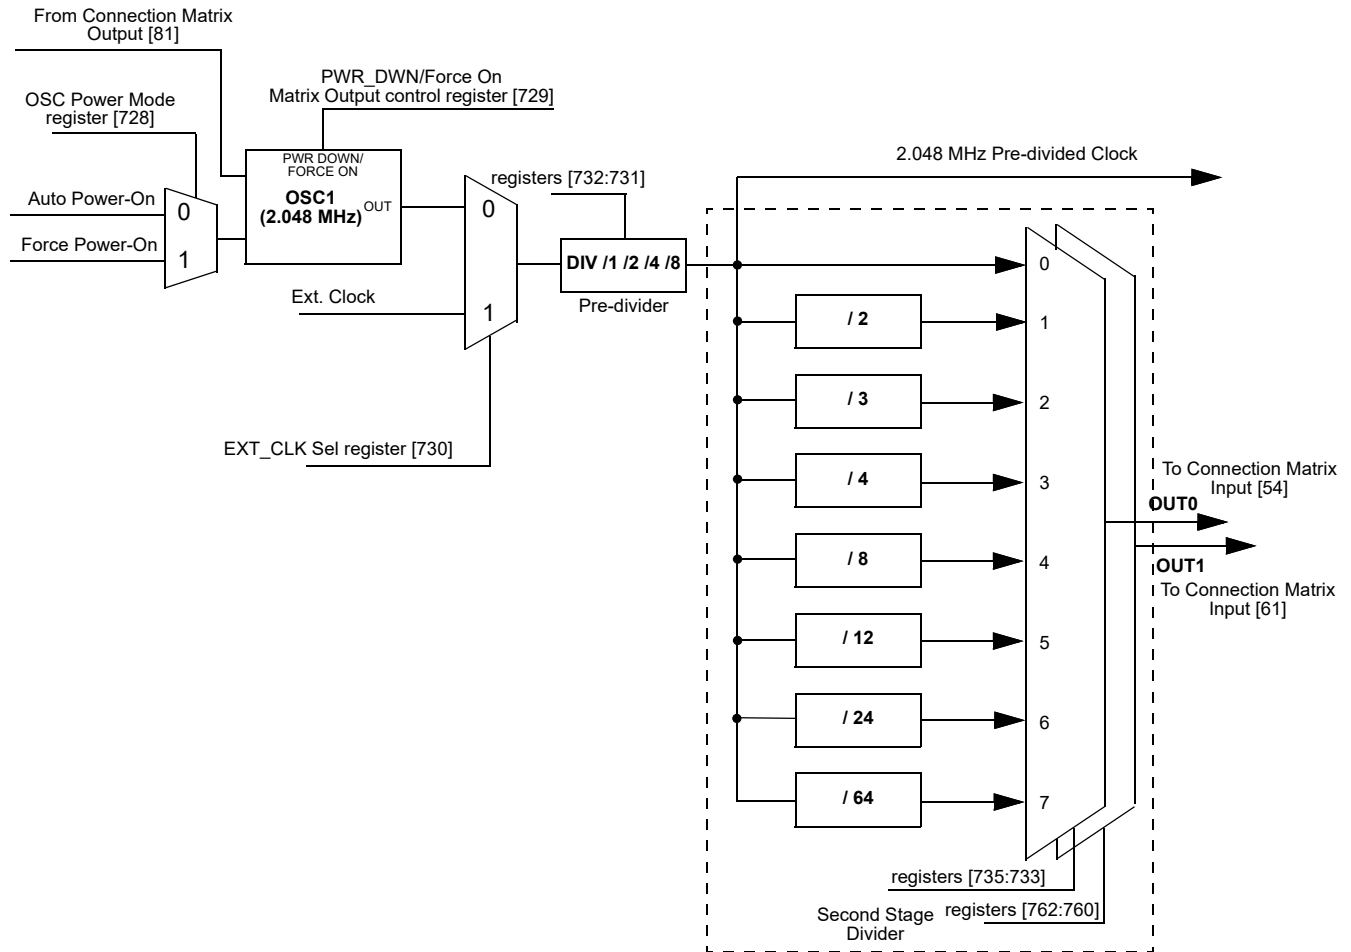 From Connection Matrix
Output [81]
PWR_DWN/Force On
Matrix Output control register [729]
OSC Power Mode
register [728]
PWR DOWN/
FORCE ON
OSC1
(2.048 MHz)
OUT
Auto Power-On
0
Force Power-On
1
Ext. Clock
0
1
EXT_CLK Sel register [730]
registers [732:731]
DIV /1 /2 /4 /8
Pre-divider
2.048 MHz Pre-divided Clock
0
/ 2
1
/ 3
2
/ 4
3
/ 8
4
/ 12
5
/ 24
6
/ 64
7
To Connection Matrix
Input [54]
OUT0
OUT1
To Connection Matrix
Input [61]
registers [735:733]
registers [762:760]
Second Stage
Divider